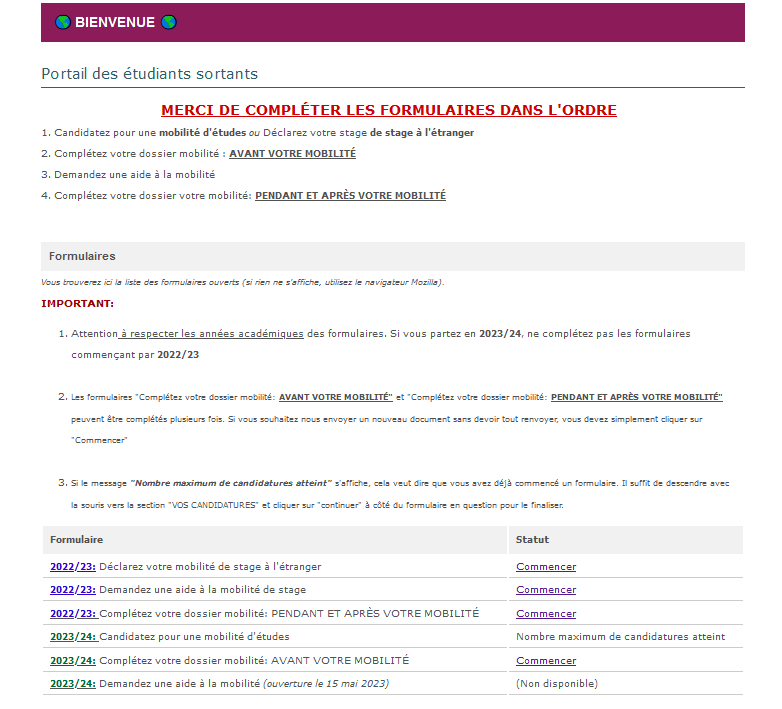 BIENVENUE
Portail des étudiants sortants
MERCI DE COMPLÉTER LES FORMULAIRES DANS L'ORDRE
1. Candidatez pour une mobilité d'études ou Déclarez votre stage de stage à l'étranger
2. Complétez votre dossier mobilité : AVANT VOTRE MOBILITÉ
3. Demandez une aide à la mobilité
4. Complétez votre dossier votre mobilité: PENDANT ET APRÈS VOTRE MOBILITÉ
Formulaires
Vous trouverez ici la liste des formulaires ouverts (si rien ne s'affiche, utilisez le navigateur Mozilla).
IMPORTANT:
1. Attention à respecter les années académiques des formulaires. Si vous partez en 2023/24, ne complétez pas les formulaires
commençant par 2022/23
2. Les formulaires "Complétez votre dossier mobilité: AVANT VOTRE MOBILITÉ" et "Complétez votre dossier mobilité: PENDANT ET APRÈS VOTRE MOBILITÉ"
peuvent être complétés plusieurs fois. Si vous souhaitez nous envoyer un nouveau document sans devoir tout renvoyer, vous devez simplement cliquer sur
"Commencer"
3. Si le message "Nombre maximum de candidatures atteint" s'affiche, cela veut dire que vous avez déjà commencé un formulaire. Il suffit de descendre avec
la souris vers la section "VOS CANDIDATURES" et cliquer sur "continuer" à côté du formulaire en question pour le finaliser.
Formulaire Statut
2022/23: Déclarez votre mobilité de stage à l'étranger Commencer
2022/23: Demandez une aide à la mobilité de stage Commencer
2022/23: Complétez votre dossier mobilité: PENDANT ET APRÈS VOTRE MOBILITÉ Commencer
2023/24: Candidatez pour une mobilité d'études Nombre maximum de candidatures atteint
2023/24: Complétez votre dossier mobilité: AVANT VOTRE MOBILITÉ Commencer
2023/24: Demandez une aide à la mobilité (ouverture le 15 mai 2023) (Non disponible)